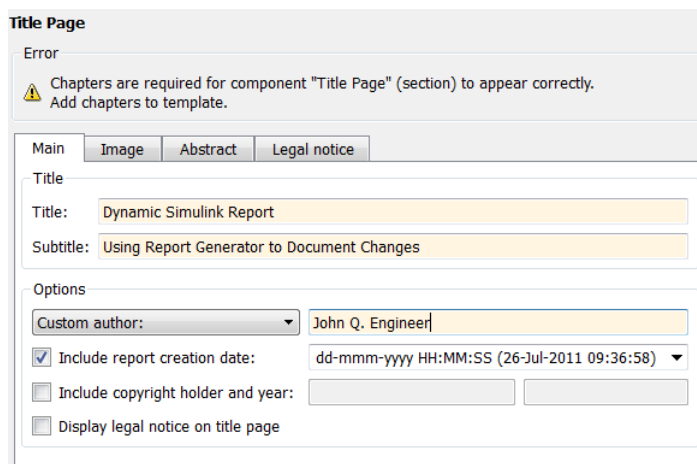 Title Page
Error
Chapters are required for component "Title Page" (section) to appear correctly.
Add chapters to template.
Main Image Abstract Legal notice
Title
Title: Dynamic Simulink Report
Subtitle: Using Report Generator to Document Changes
Options
Custom author: John Q. Engineer
Include report creation date: dd-mmm-yyyy HH:MM:SS (26-Jul-2011 09:36:58)
Include copyright holder and year:
Display legal notice on title page